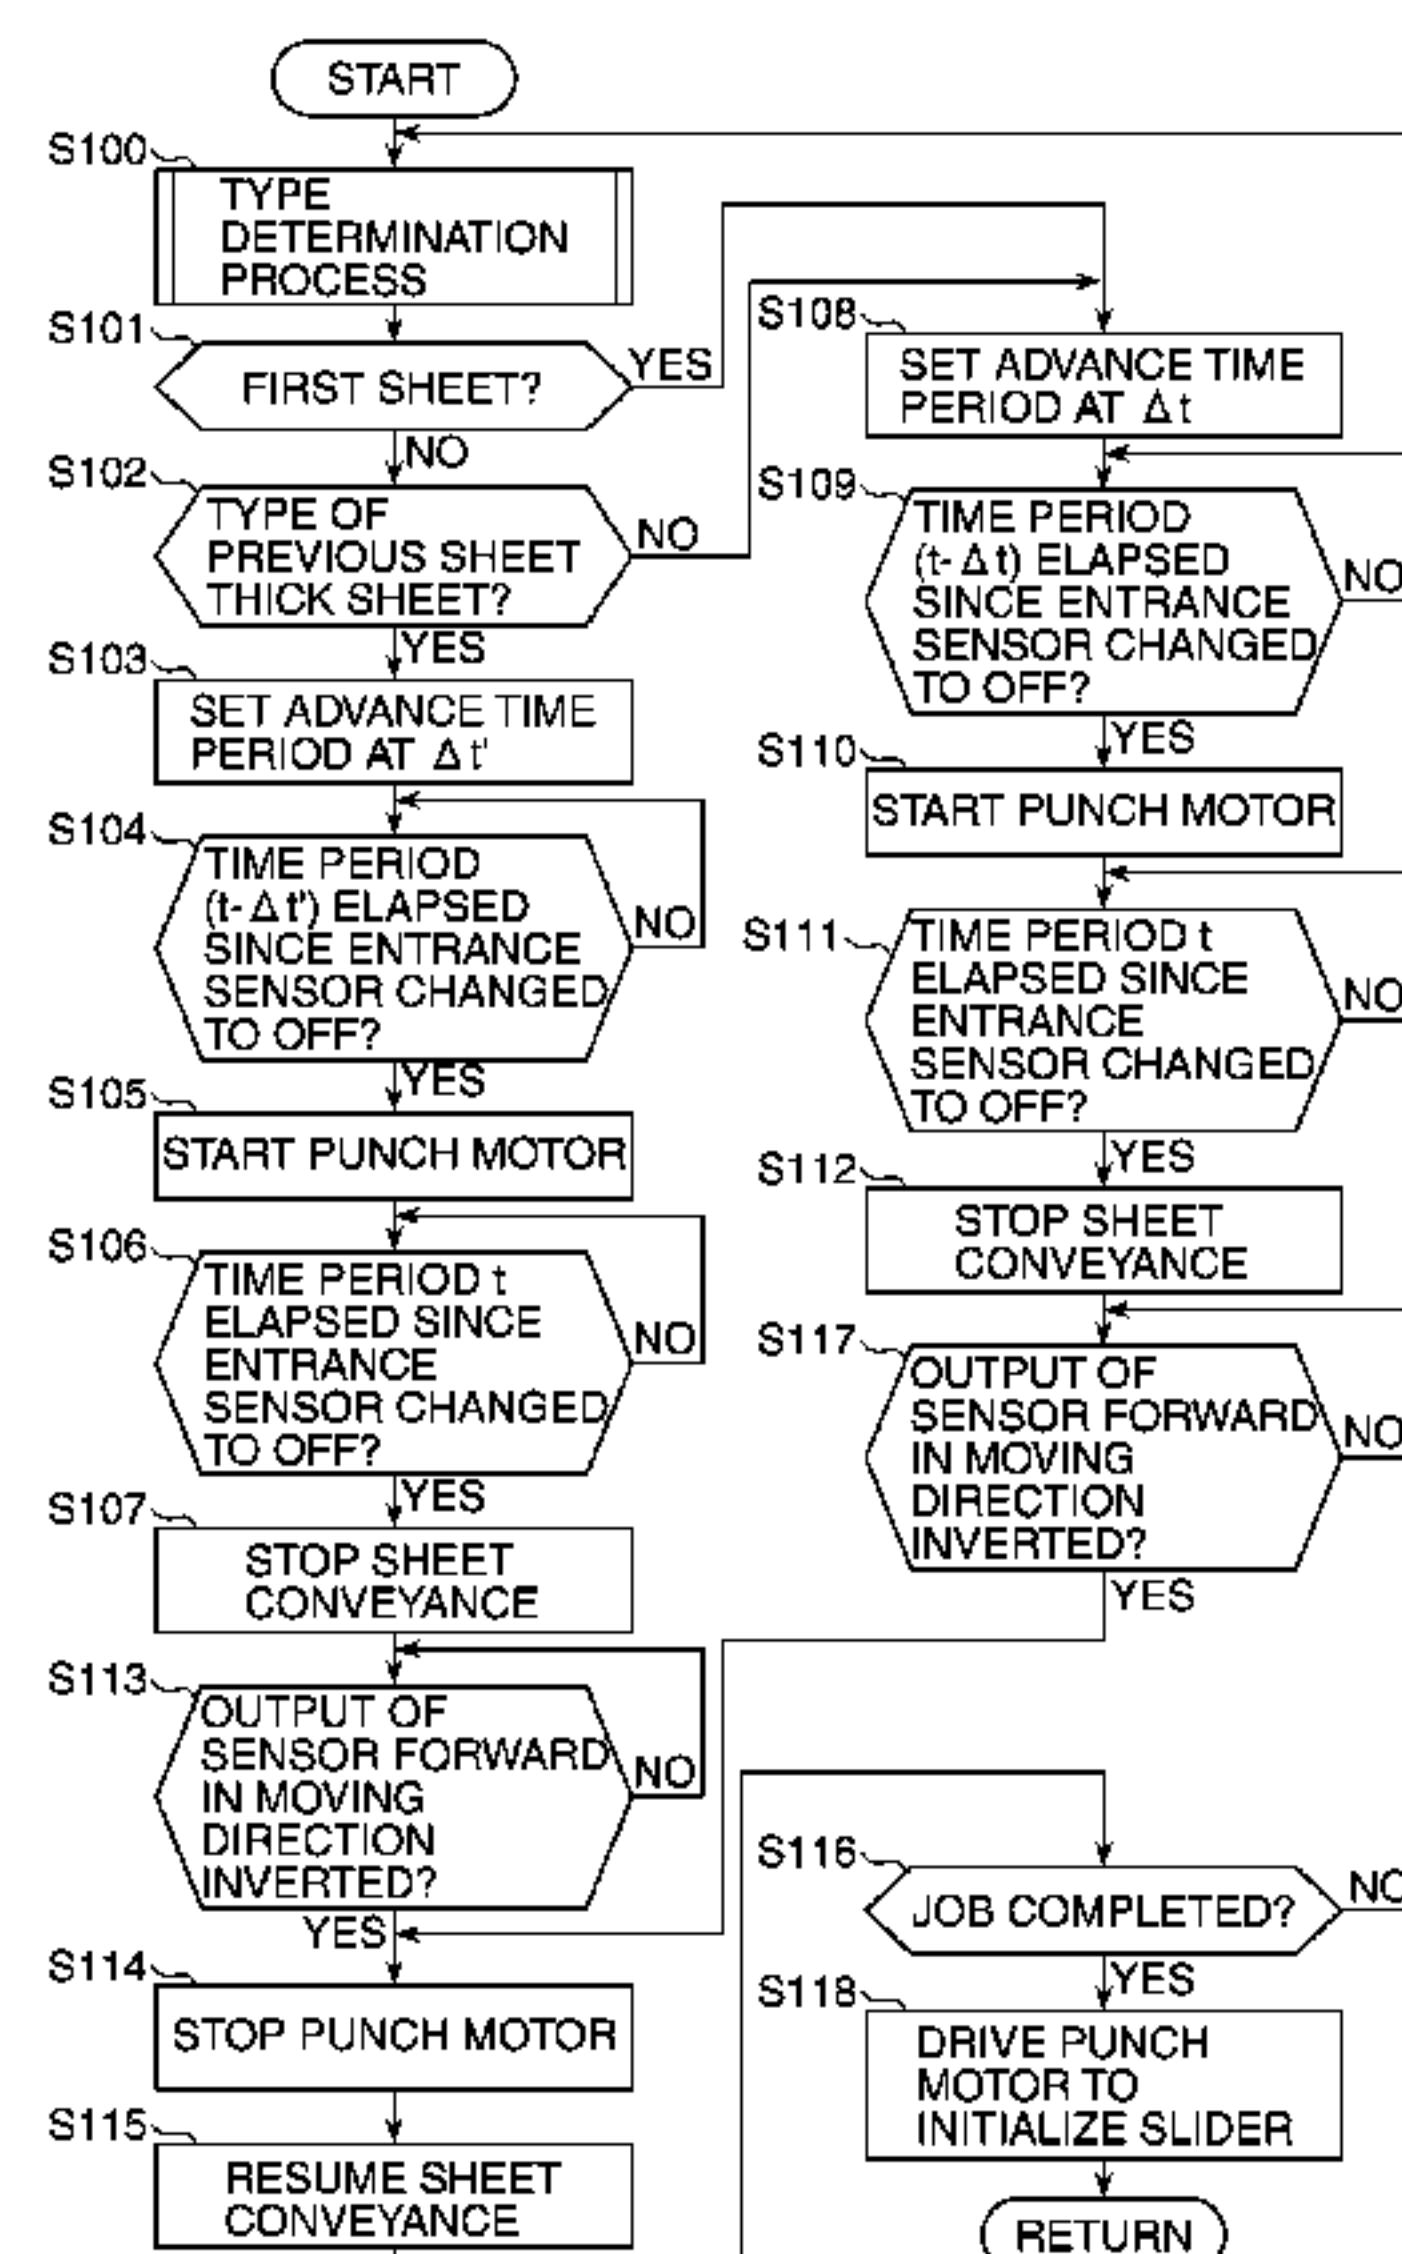 START
S100
TYPE
DETERMINATION
PROCESS
S101
FIRST SHEET?
YES
NO
S102
TYPE OF
PREVIOUS SHEET
THICK SHEET?
NO
YES
S103
SET ADVANCE TIME
PERIOD AT Δt'
S104
TIME PERIOD
(t-Δt') ELAPSED
SINCE ENTRANCE
SENSOR CHANGED
TO OFF?
NO
YES
S105
START PUNCH MOTOR
S106
TIME PERIOD t
ELAPSED SINCE
ENTRANCE
SENSOR CHANGED
TO OFF?
NO
YES
S107
STOP SHEET
CONVEYANCE
S113
OUTPUT OF
SENSOR FORWARD
IN MOVING
DIRECTION
INVERTED?
NO
YES
S114
STOP PUNCH MOTOR
S115
RESUME SHEET
CONVEYANCE
S108
SET ADVANCE TIME
PERIOD AT Δt
S109
TIME PERIOD
(t-Δt) ELAPSED
SINCE ENTRANCE
SENSOR CHANGED
TO OFF?
NO
YES
S110
START PUNCH MOTOR
S111
TIME PERIOD t
ELAPSED SINCE
ENTRANCE
SENSOR CHANGED
TO OFF?
NO
YES
S112
STOP SHEET
CONVEYANCE
S117
OUTPUT OF
SENSOR FORWARD
IN MOVING
DIRECTION
INVERTED?
NO
YES
S116
JOB COMPLETED?
NO
YES
S118
DRIVE PUNCH
MOTOR TO
INITIALIZE SLIDER
RETURN